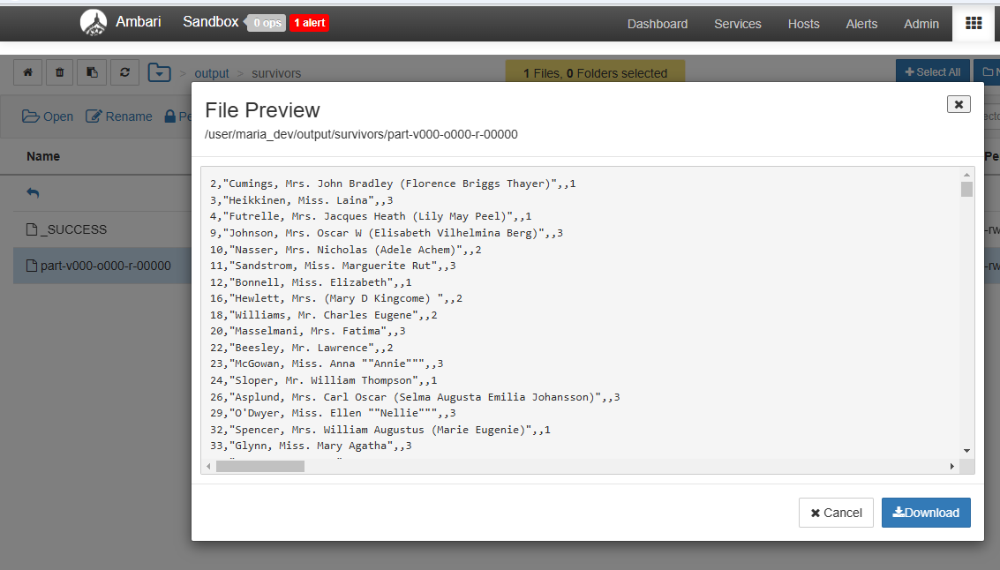 Ambari Sandbox 0 ops 1 alert Dashboard Services Hosts Alerts Admin
> output > survivors 1 Files, 0 Folders selected Select All
Open Rename
File Preview
/user/maria_dev/output/survivors/part-v000-o000-r-00000
Name
_SUCCESS
part-v000-o000-r-00000
2,"Cumings, Mrs. John Bradley (Florence Briggs Thayer)",,1
3,"Heikkinen, Miss. Laina",,3
4,"Futrelle, Mrs. Jacques Heath (Lily May Peel)",,1
9,"Johnson, Mrs. Oscar W (Elisabeth Vilhelmina Berg)",,3
10,"Nasser, Mrs. Nicholas (Adele Achem)",,2
11,"Sandstrom, Miss. Marguerite Rut",,3
12,"Bonnell, Miss. Elizabeth",,1
16,"Hewlett, Mrs. (Mary D Kingcome) ",,2
18,"Williams, Mr. Charles Eugene",,2
20,"Masselmani, Mrs. Fatima",,3
22,"Beesley, Mr. Lawrence",,2
23,"McGowan, Miss. Anna ""Annie""",,3
24,"Sloper, Mr. William Thompson",,1
26,"Asplund, Mrs. Carl Oscar (Selma Augusta Emilia Johansson)",,3
29,"O'Dwyer, Miss. Ellen ""Nellie""",,3
32,"Spencer, Mrs. William Augustus (Marie Eugenie)",,1
33,"Glynn, Miss. Mary Agatha",,3
Cancel Download